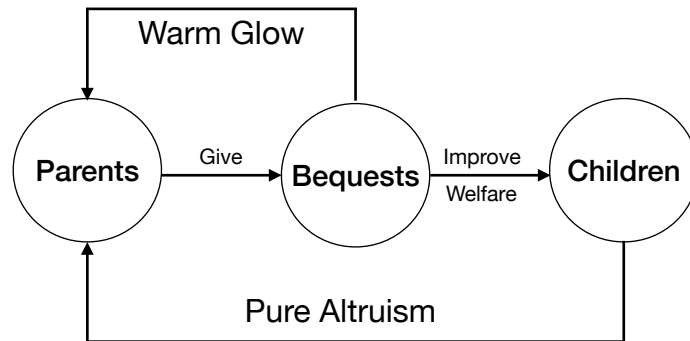 Warm Glow
Parents
Give
Bequests
Improve
Welfare
Children
Pure Altruism